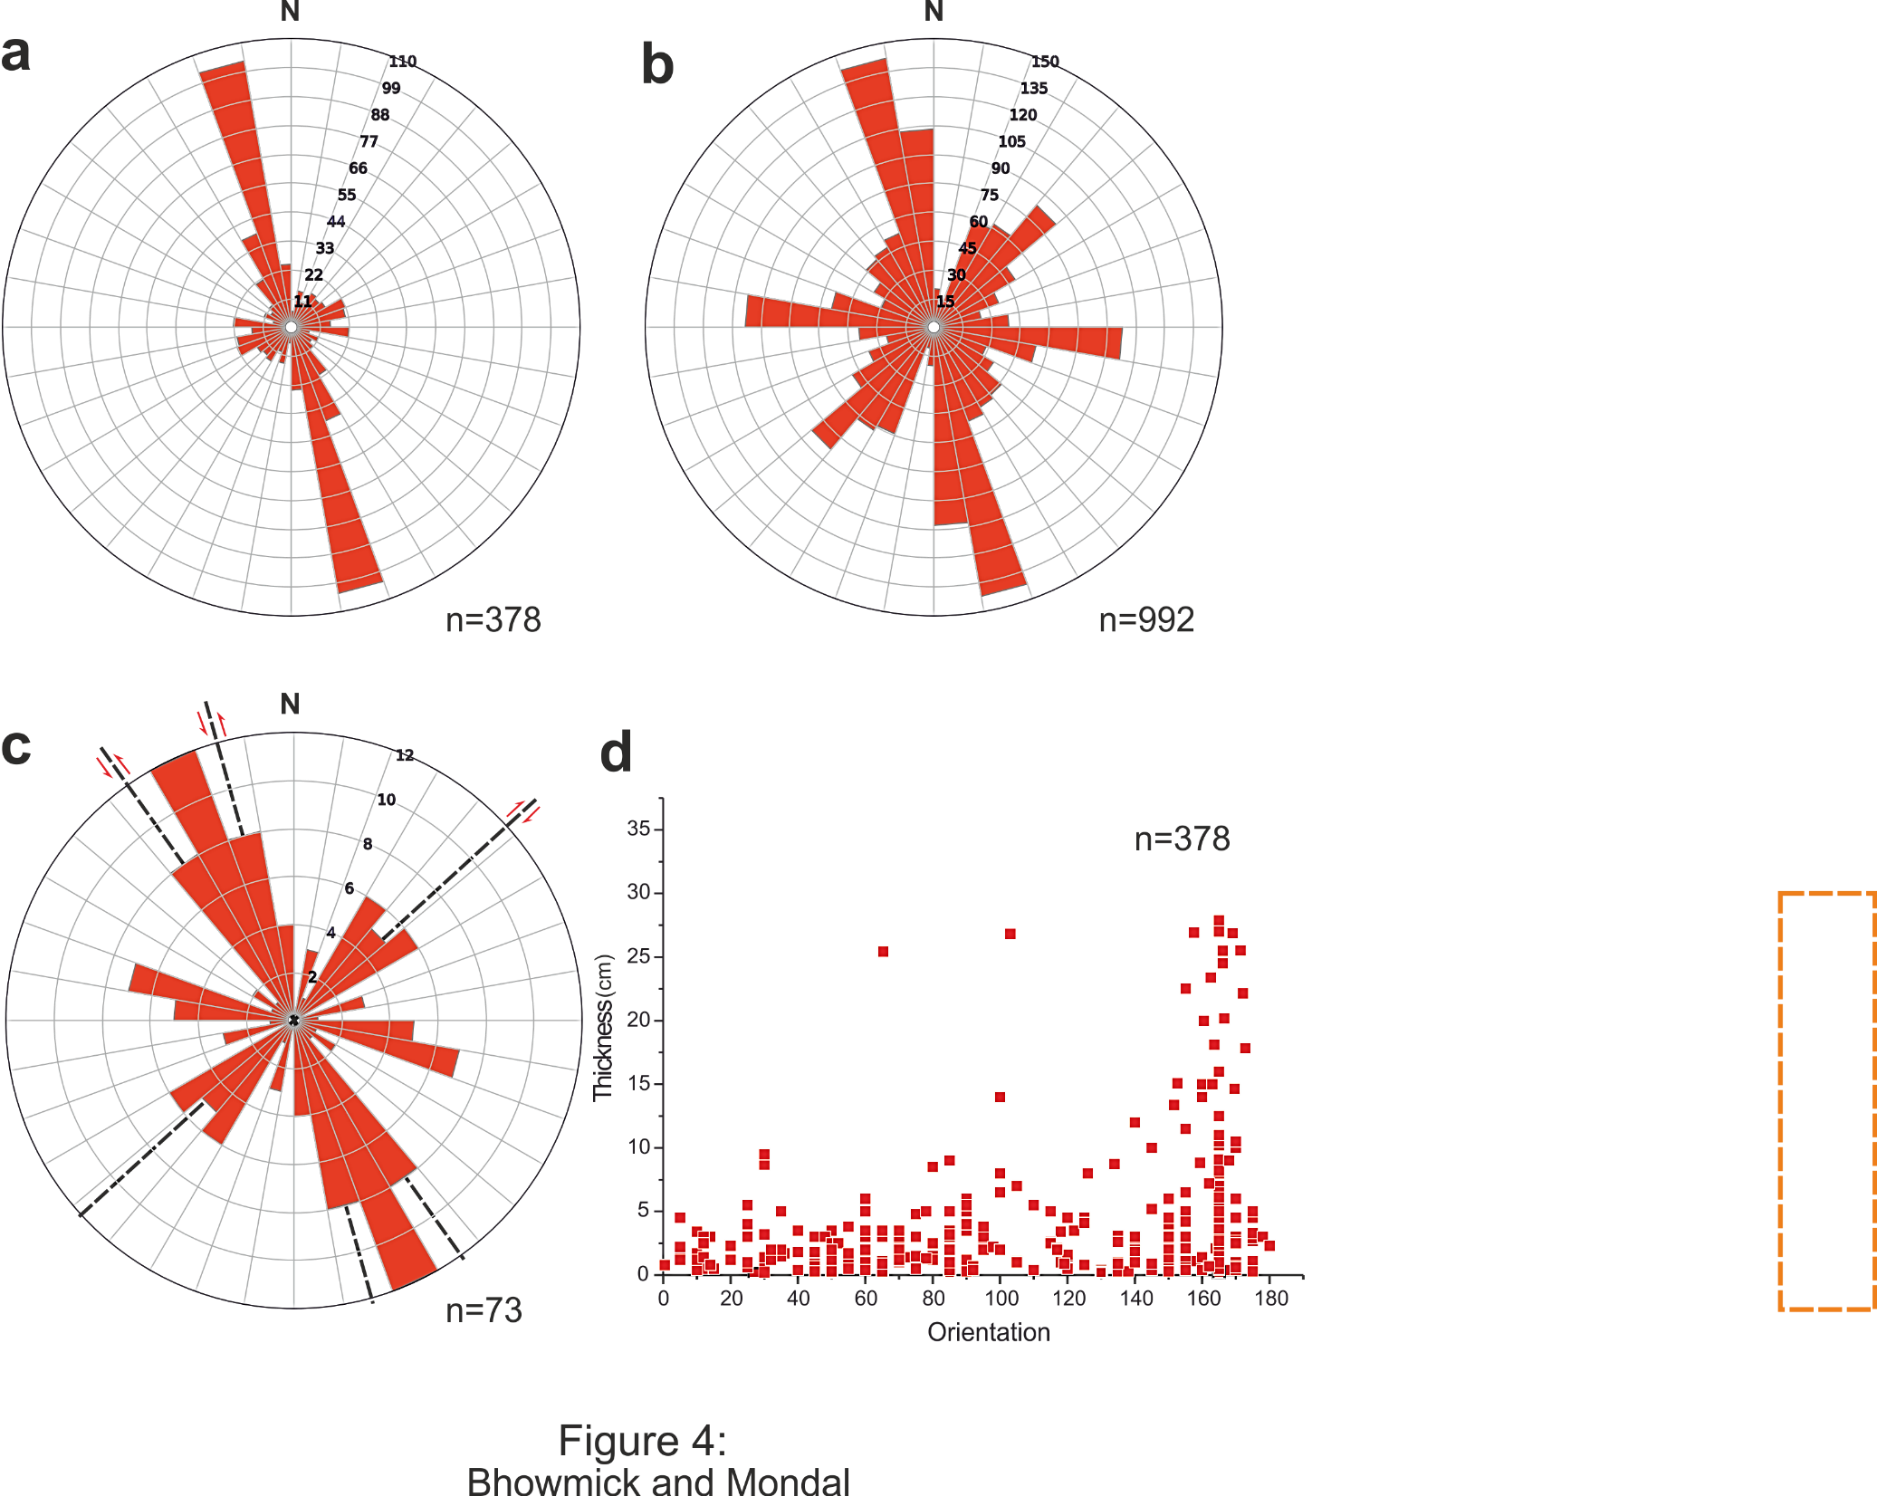 a
N
110
99
88
77
66
55
44
33
22
11
n=378
b
N
150
135
120
105
90
75
60
45
30
15
n=992
c
N
12
10
8
6
4
2
n=73
d
n=378
35
30
25
20
15
10
5
0
Thickness (cm)
0 20 40 60 80 100 120 140 160 180
Orientation
Figure 4:
Bhowmick and Mondal